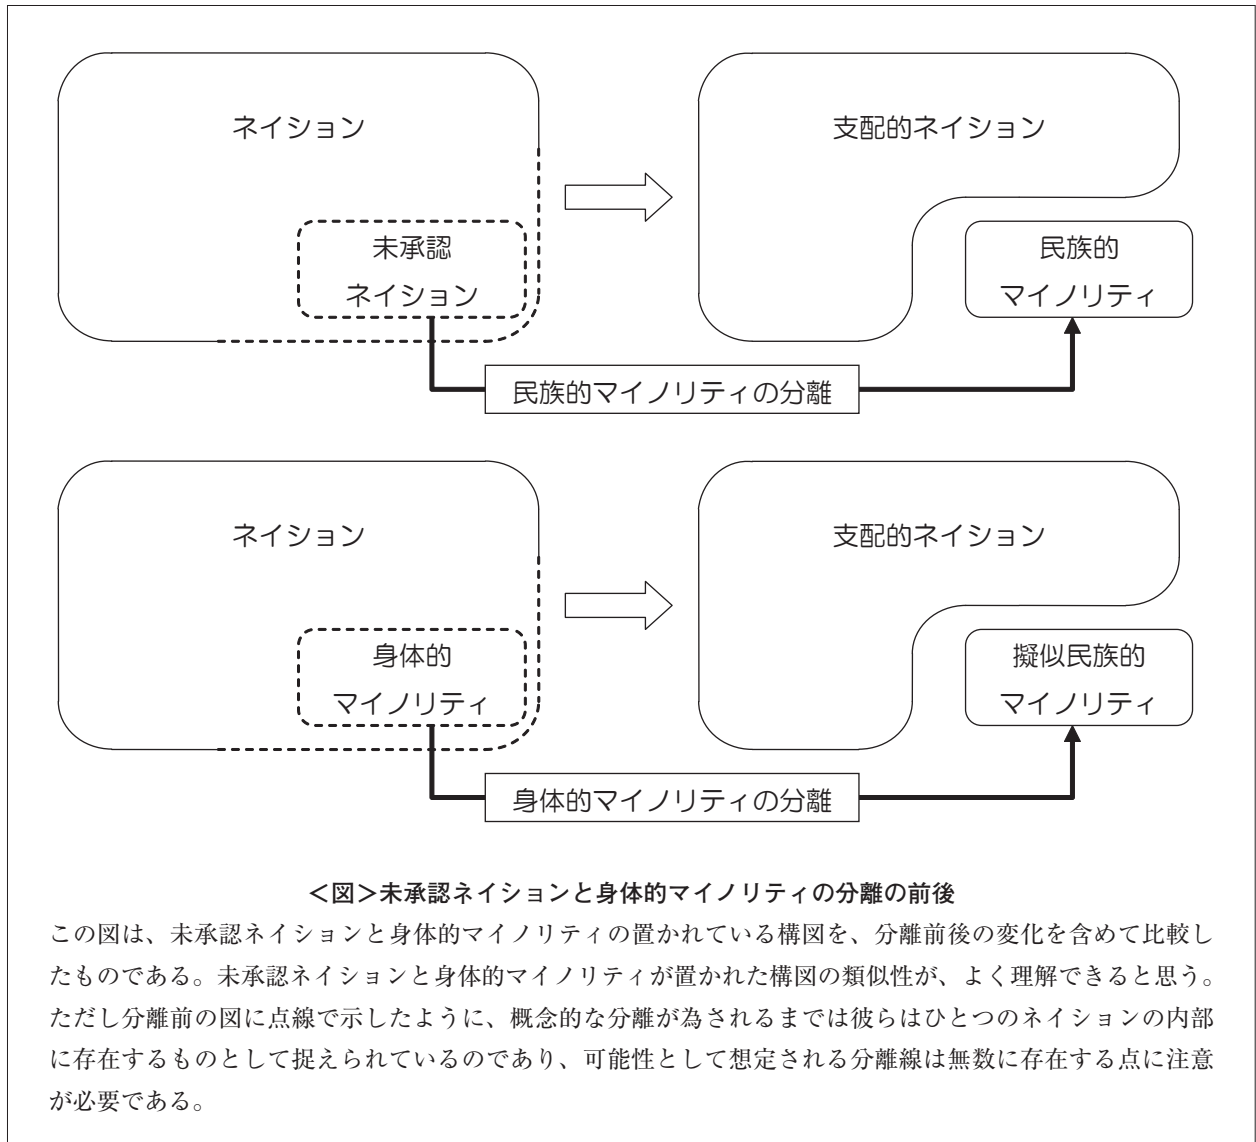 ネイション
支配的ネイション
未承認
ネイション
民族的
マイノリティ
民族的マイノリティの分離
ネイション
支配的ネイション
身体的
マイノリティ
擬似民族的
マイノリティ
身体的マイノリティの分離
<図>未承認ネイションと身体的マイノリティの分離の前後
この図は、未承認ネイションと身体的マイノリティの置かれている構図を、分離前後の変化を含めて比較し
たものである。未承認ネイションと身体的マイノリティが置かれた構図の類似性が、よく理解できると思う。
ただし分離前の図に点線で示したように、概念的な分離が為されるまでは彼らはひとつのネイションの内部
に存在するものとして捉えられているのであり、可能性として想定される分離線は無数に存在する点に注意
が必要である。